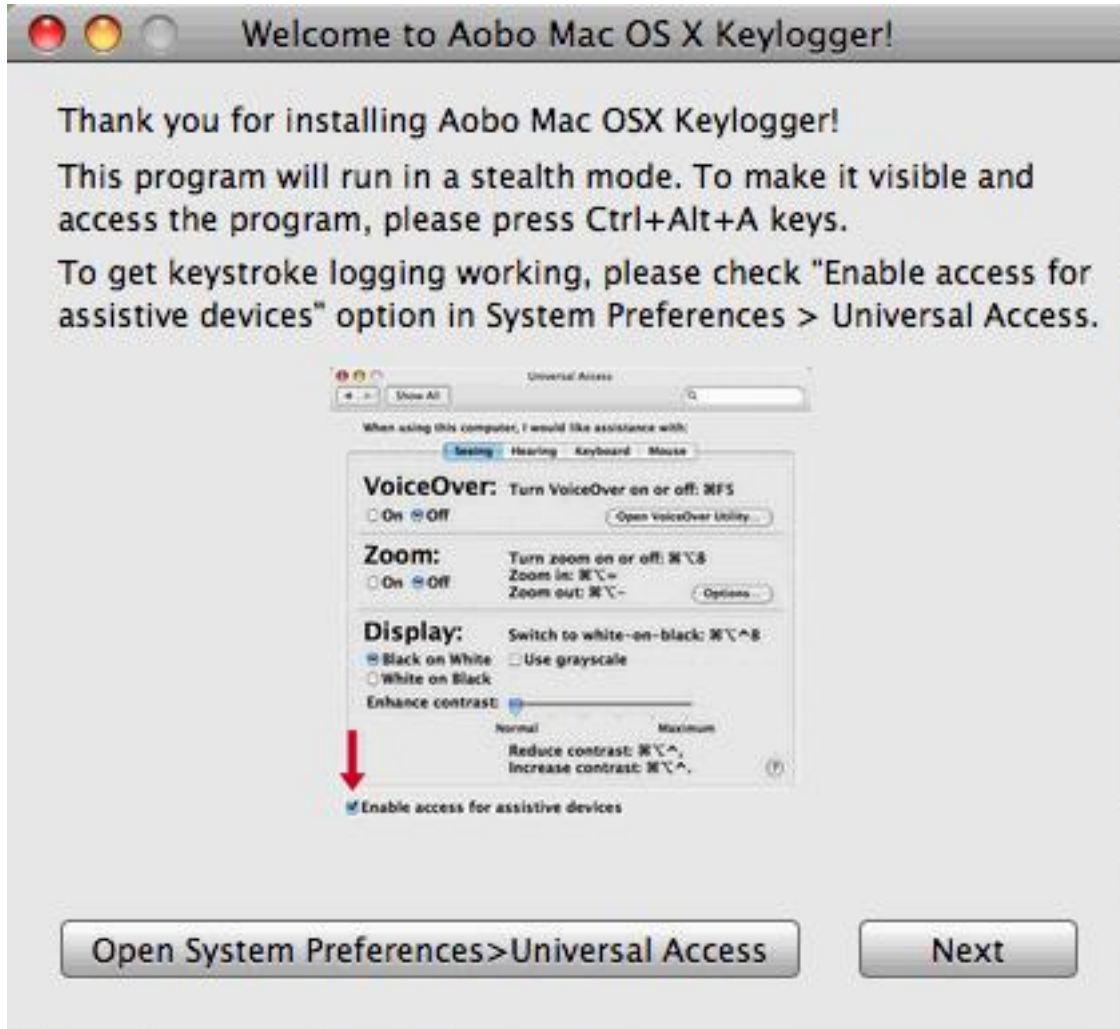 Welcome to Aobo Mac OS X Keylogger!
Thank you for installing Aobo Mac OSX Keylogger!
This program will run in a stealth mode. To make it visible and
access the program, please press Ctrl+Alt+A keys.
To get keystroke logging working, please check "Enable access for
assistive devices" option in System Preferences > Universal Access.
Universal Access
Show All
When using this computer, I would like assistance with:
Seeing Hearing Keyboard Mouse
VoiceOver: Turn VoiceOver on or off: ⌘F5
On Off Open VoiceOver Utility...
Zoom: Turn zoom on or off: ⌘⌥8
On Off Zoom in: ⌘⌥=
Zoom out: ⌘⌥- Options...
Display: Switch to white-on-black: ⌘⌥^8
Black on White Use grayscale
White on Black
Enhance contrast:
Normal Maximum
Reduce contrast: ⌘⌥^,
Increase contrast: ⌘⌥^. ?
Enable access for assistive devices
Open System Preferences>Universal Access Next